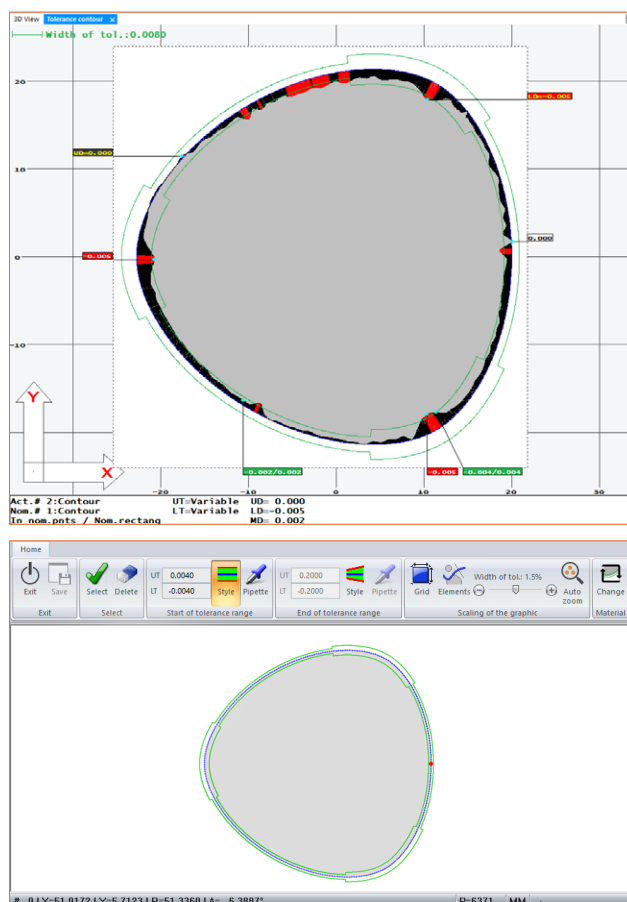 3D View Tolerance contour ×
Width of tol.:0.0080
20
LD=-0.005
UD=0.000
10
0.000
0
-0.005
-10
Y
X
-0.002/0.002
-0.005
-0.004/0.004
-20 -10 0 10 20 30
Act.# 2:Contour UT=Variable UD= 0.000
Nom.# 1:Contour LT=Variable LD=-0.005
In nom.pnts / Nom.rectang MD= 0.002
Home
UT 0.0040 UT 0.2000 Width of tol.: 1.5%
LT -0.0040 LT -0.2000
Exit Save Select Delete Style Pipette Style Pipette Grid Elements Auto zoom Change
Exit Select Start of tolerance range End of tolerance range Scaling of the graphic Material